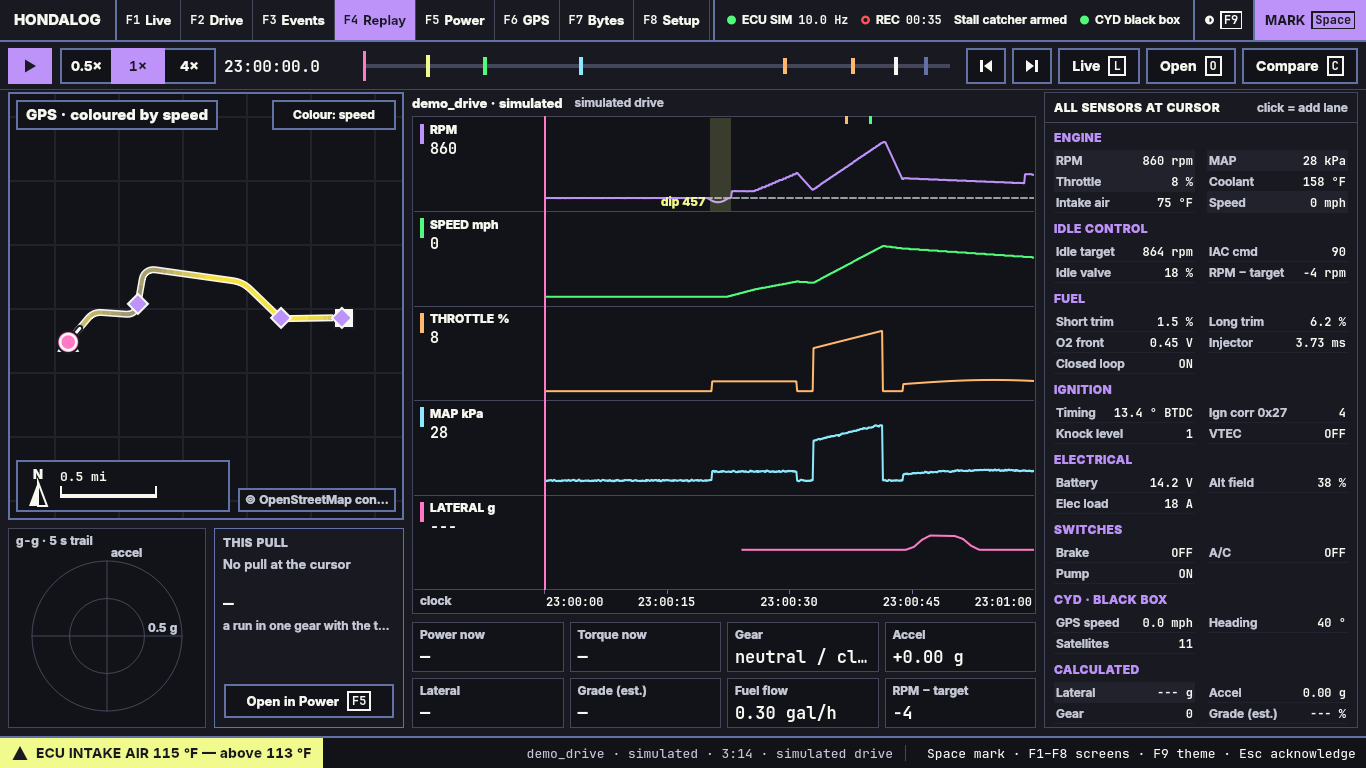 HONDALOG F1 Live F2 Drive F3 Events F4 Replay F5 Power F6 GPS F7 Bytes F8 Setup ECU SIM 10.0 Hz REC 00:35 Stall catcher armed CYD black box F9 MARK Space
0.5× 1× 4× 23:00:00.0 Live L Open O Compare C
GPS · coloured by speed Colour: speed
N 0.5 mi
© OpenStreetMap con…
g-g · 5 s trail
accel
0.5 g
THIS PULL
No pull at the cursor
—
a run in one gear with the t…
Open in Power F5
demo_drive · simulated simulated drive
RPM
860
dip 457
SPEED mph
0
THROTTLE %
8
MAP kPa
28
LATERAL g
---
clock 23:00:00 23:00:15 23:00:30 23:00:45 23:01:00
Power now Torque now Gear Accel
— — neutral / cl… +0.00 g
Lateral Grade (est.) Fuel flow RPM − target
— — 0.30 gal/h -4
ALL SENSORS AT CURSOR click = add lane
ENGINE
RPM 860 rpm MAP 28 kPa
Throttle 8 % Coolant 158 °F
Intake air 75 °F Speed 0 mph
IDLE CONTROL
Idle target 864 rpm IAC cmd 90
Idle valve 18 % RPM − target -4 rpm
FUEL
Short trim 1.5 % Long trim 6.2 %
O2 front 0.45 V Injector 3.73 ms
Closed loop ON
IGNITION
Timing 13.4 ° BTDC Ign corr 0x27 4
Knock level 1 VTEC OFF
ELECTRICAL
Battery 14.2 V Alt field 38 %
Elec load 18 A
SWITCHES
Brake OFF A/C OFF
Pump ON
CYD · BLACK BOX
GPS speed 0.0 mph Heading 40 °
Satellites 11
CALCULATED
Lateral --- g Accel 0.00 g
Gear 0 Grade (est.) --- %
ECU INTAKE AIR 115 °F — above 113 °F demo_drive · simulated · 3:14 · simulated drive Space mark · F1–F8 screens · F9 theme · Esc acknowledge